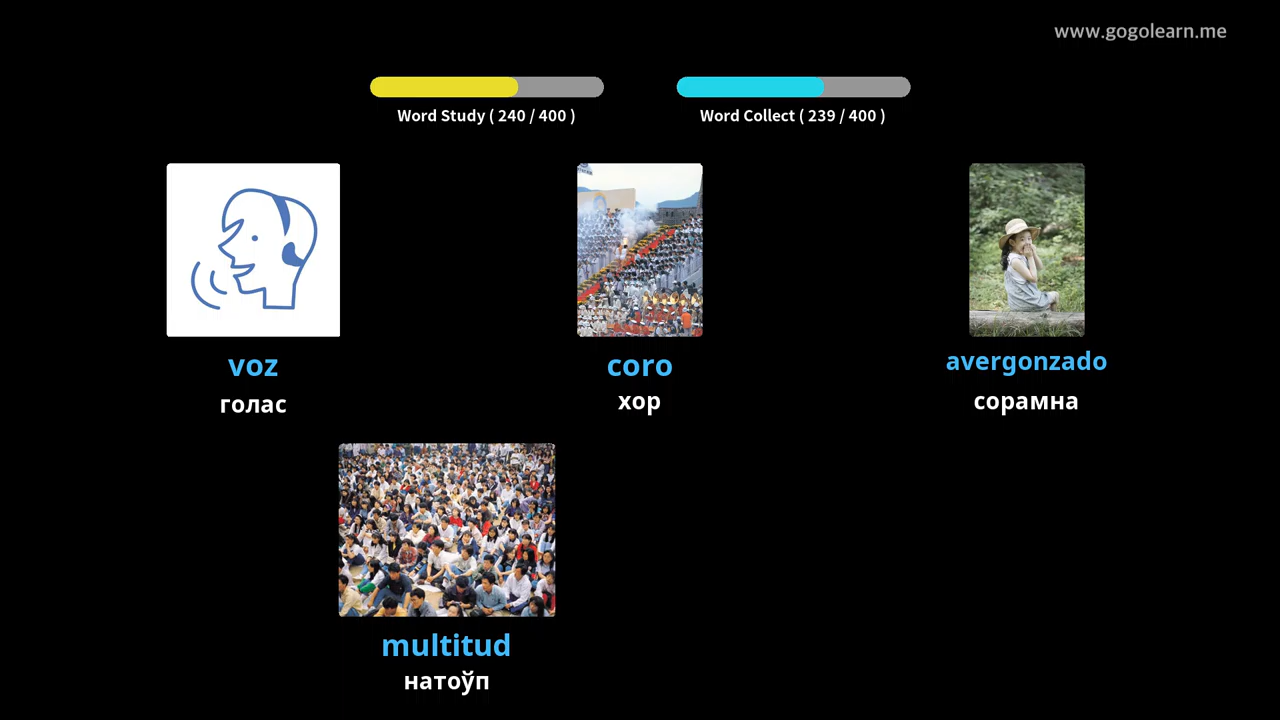 www.gogolearn.me
Word Study ( 240 / 400 )
Word Collect ( 239 / 400 )
voz
голас
coro
хор
avergonzado
сорамна
multitud
натоўп